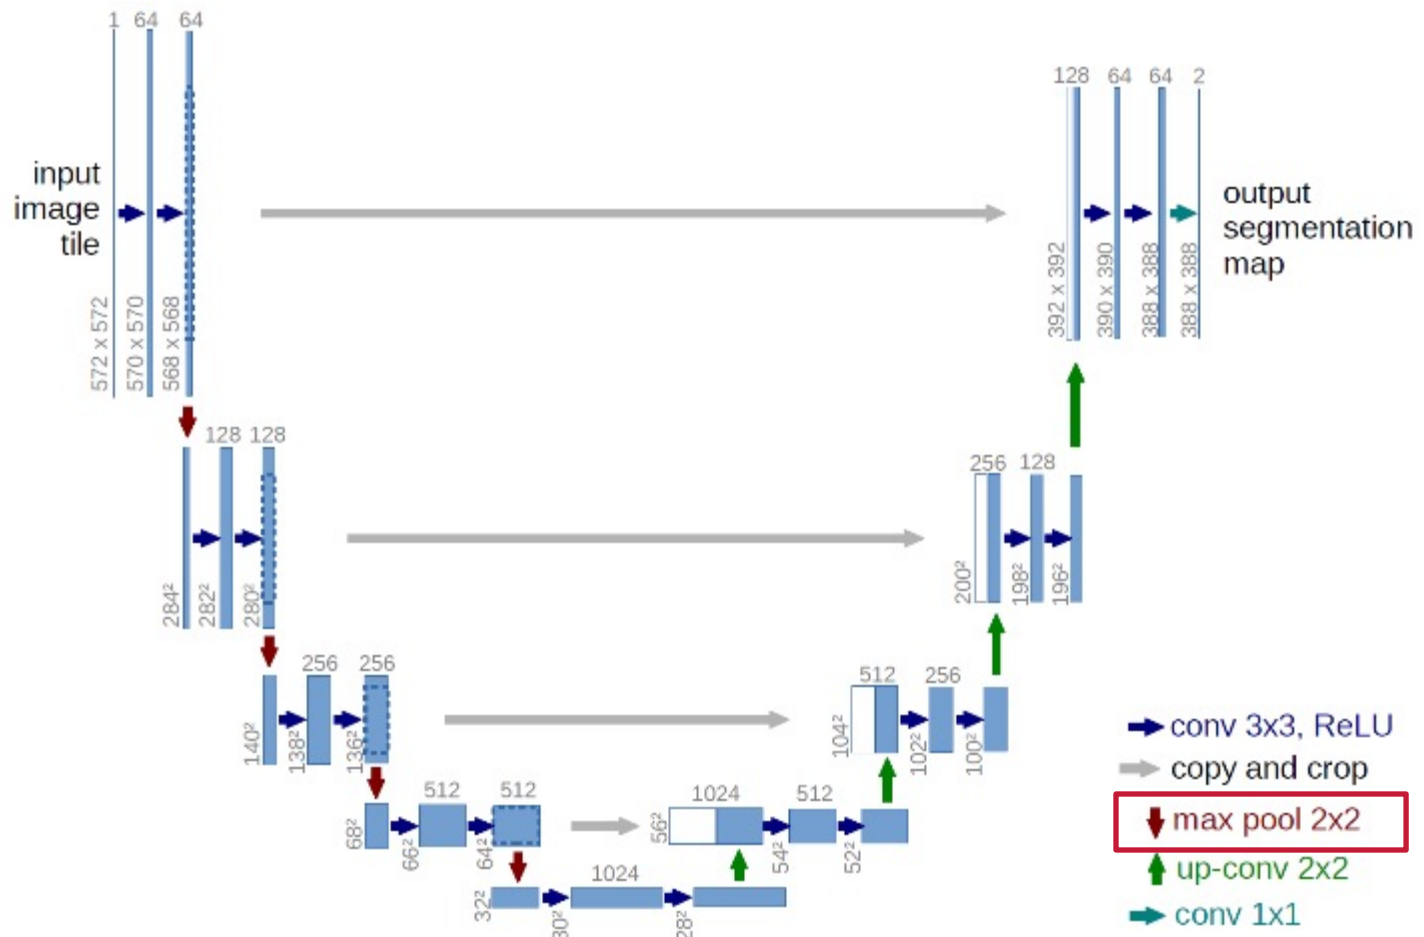 1 64 64
input
image
tile
572 x 572
570 x 570
568 x 568
128 64 64 2
output
segmentation
map
392 x 392
390 x 390
388 x 388
388 x 388
128 128
284²
282²
280²
256 128
200²
198²
196²
256 256
140²
138²
136²
512 256
104²
102²
100²
512 512
68²
66²
64²
1024 512
56²
54²
52²
1024
32²
30²
28²
conv 3x3, ReLU
copy and crop
max pool 2x2
up-conv 2x2
conv 1x1